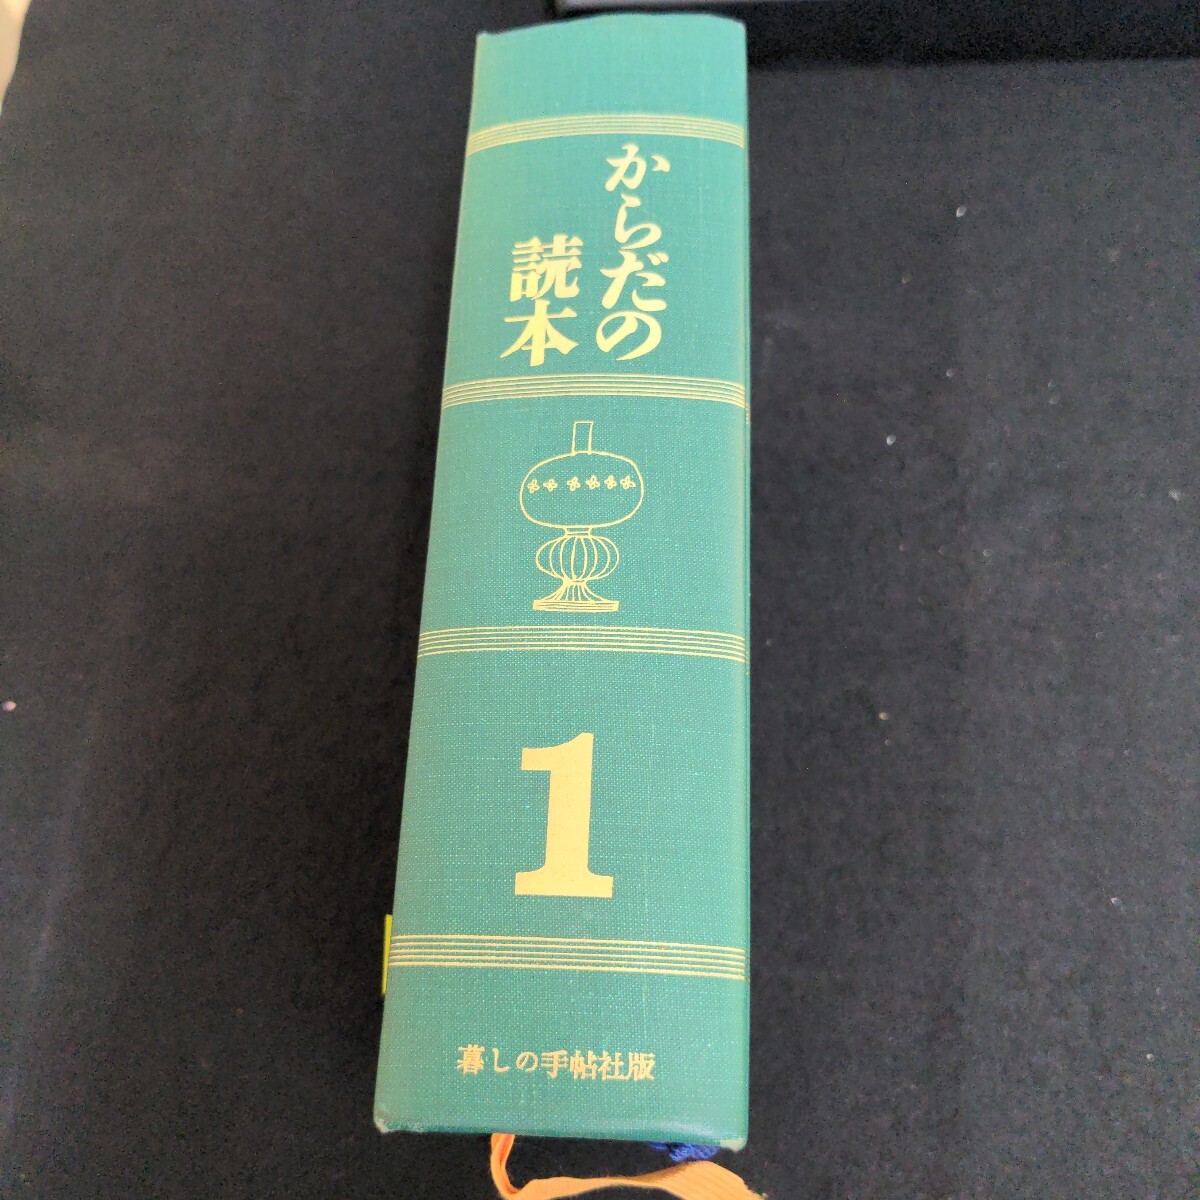 からだの
読本
1
暮しの手帖社版